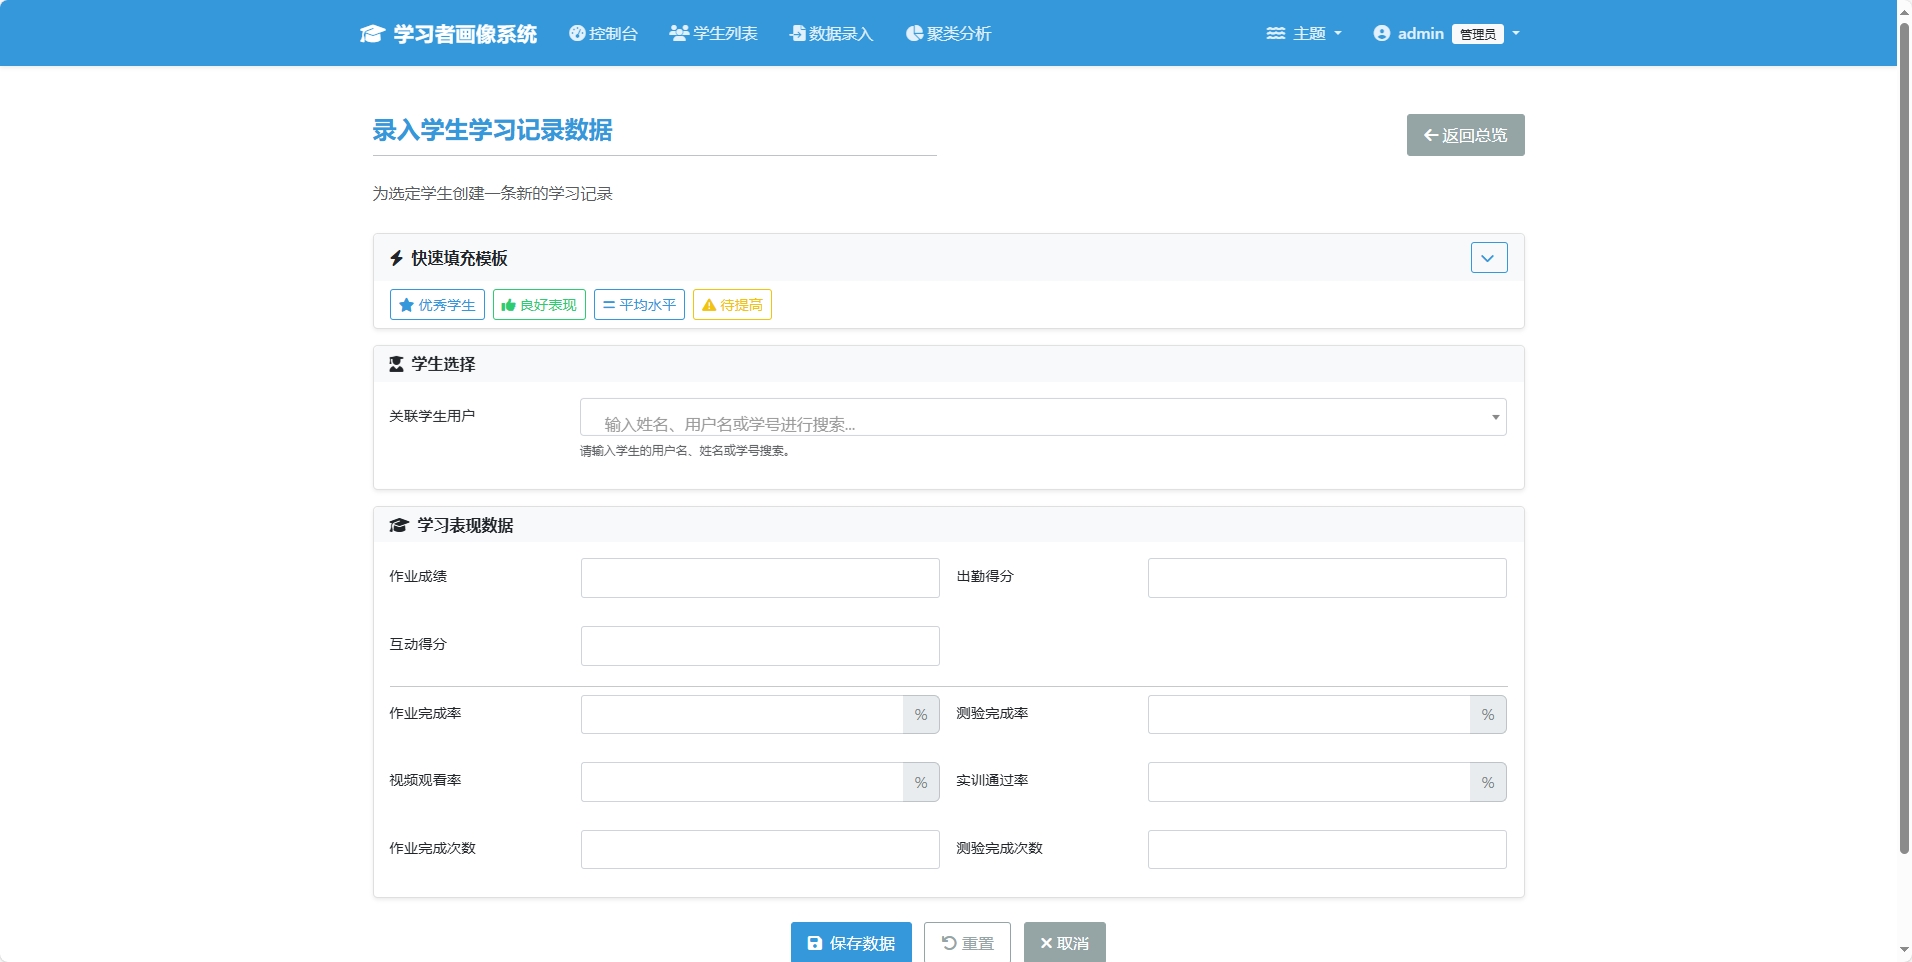 学习者画像系统 控制台 学生列表 数据录入 聚类分析 主题 admin 管理员
录入学生学习记录数据
返回总览
为选定学生创建一条新的学习记录
快速填充模板
优秀学生 良好表现 平均水平 待提高
学生选择
关联学生用户
输入姓名、用户名或学号进行搜索...
请输入学生的用户名、姓名或学号搜索。
学习表现数据
作业成绩 出勤得分
互动得分
作业完成率 % 测验完成率 %
视频观看率 % 实训通过率 %
作业完成次数 测验完成次数
保存数据 重置 取消